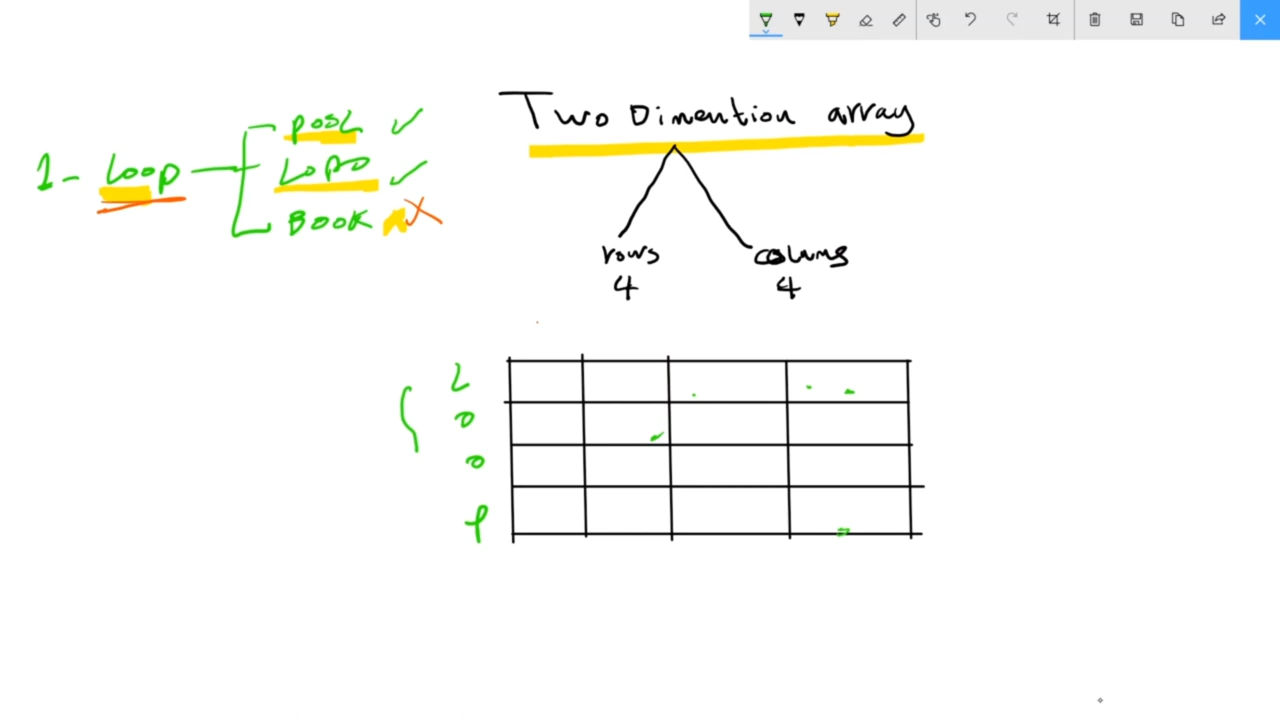 Two Dimention array
1- Loop
POOL ✓
LOPO ✓
BOOK X
rows
4
colums
4
L
O
O
P